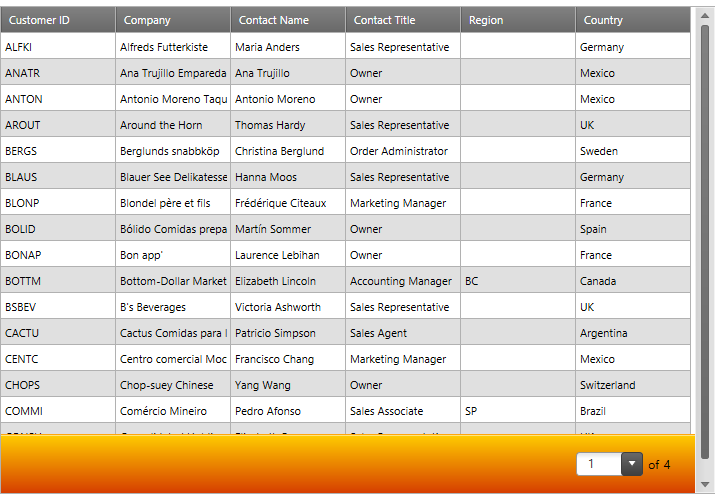 Customer ID Company Contact Name Contact Title Region Country
ALFKI Alfreds Futterkiste Maria Anders Sales Representative Germany
ANATR Ana Trujillo Empareda Ana Trujillo Owner Mexico
ANTON Antonio Moreno Taqu Antonio Moreno Owner Mexico
AROUT Around the Horn Thomas Hardy Sales Representative UK
BERGS Berglunds snabbköp Christina Berglund Order Administrator Sweden
BLAUS Blauer See Delikatesse Hanna Moos Sales Representative Germany
BLONP Blondel père et fils Frédérique Citeaux Marketing Manager France
BOLID Bólido Comidas prepa Martín Sommer Owner Spain
BONAP Bon app' Laurence Lebihan Owner France
BOTTM Bottom-Dollar Market Elizabeth Lincoln Accounting Manager BC Canada
BSBEV B's Beverages Victoria Ashworth Sales Representative UK
CACTU Cactus Comidas para l Patricio Simpson Sales Agent Argentina
CENTC Centro comercial Moc Francisco Chang Marketing Manager Mexico
CHOPS Chop-suey Chinese Yang Wang Owner Switzerland
COMMI Comércio Mineiro Pedro Afonso Sales Associate SP Brazil
1 of 4